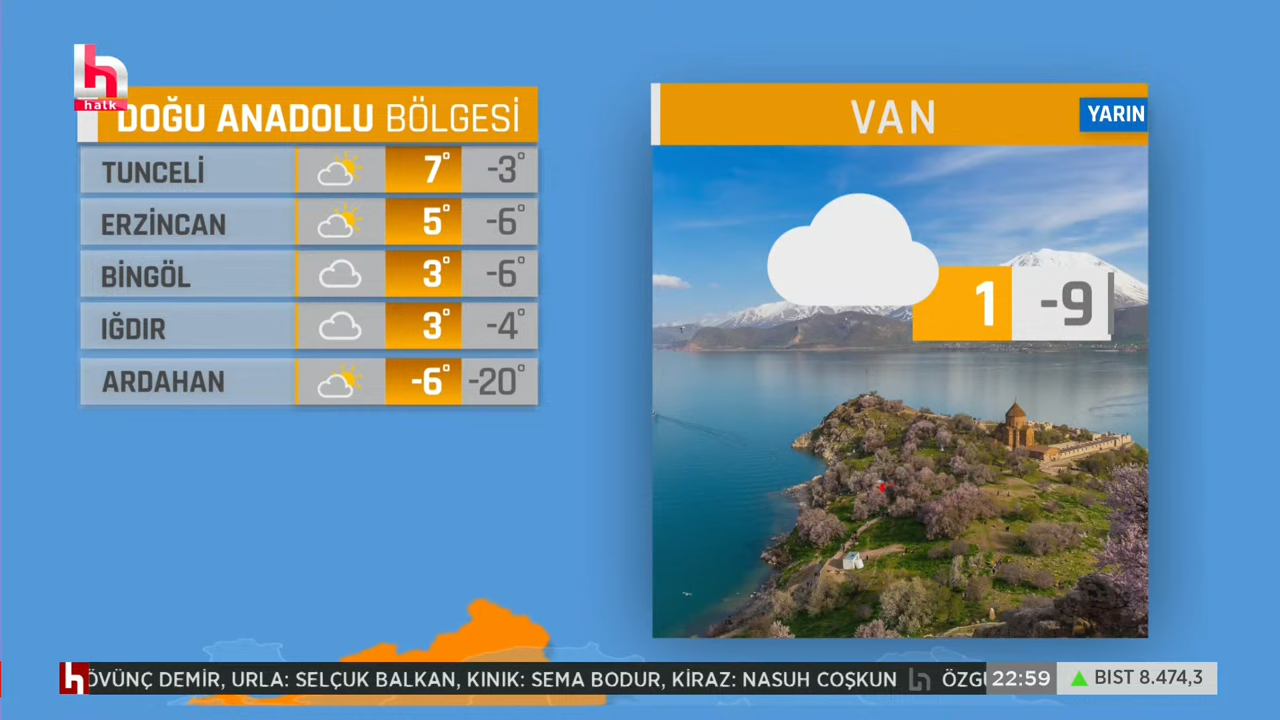 h
halk
DOĞU ANADOLU BÖLGESİ
TUNCELİ 7° -3°
ERZİNCAN 5° -6°
BİNGÖL 3° -6°
IĞDIR 3° -4°
ARDAHAN -6° -20°
VAN
YARIN
1 -9
h ÖVÜNÇ DEMİR, URLA: SELÇUK BALKAN, KINIK: SEMA BODUR, KİRAZ: NASUH COŞKUN h ÖZGÜ 22:59 BIST 8.474,3